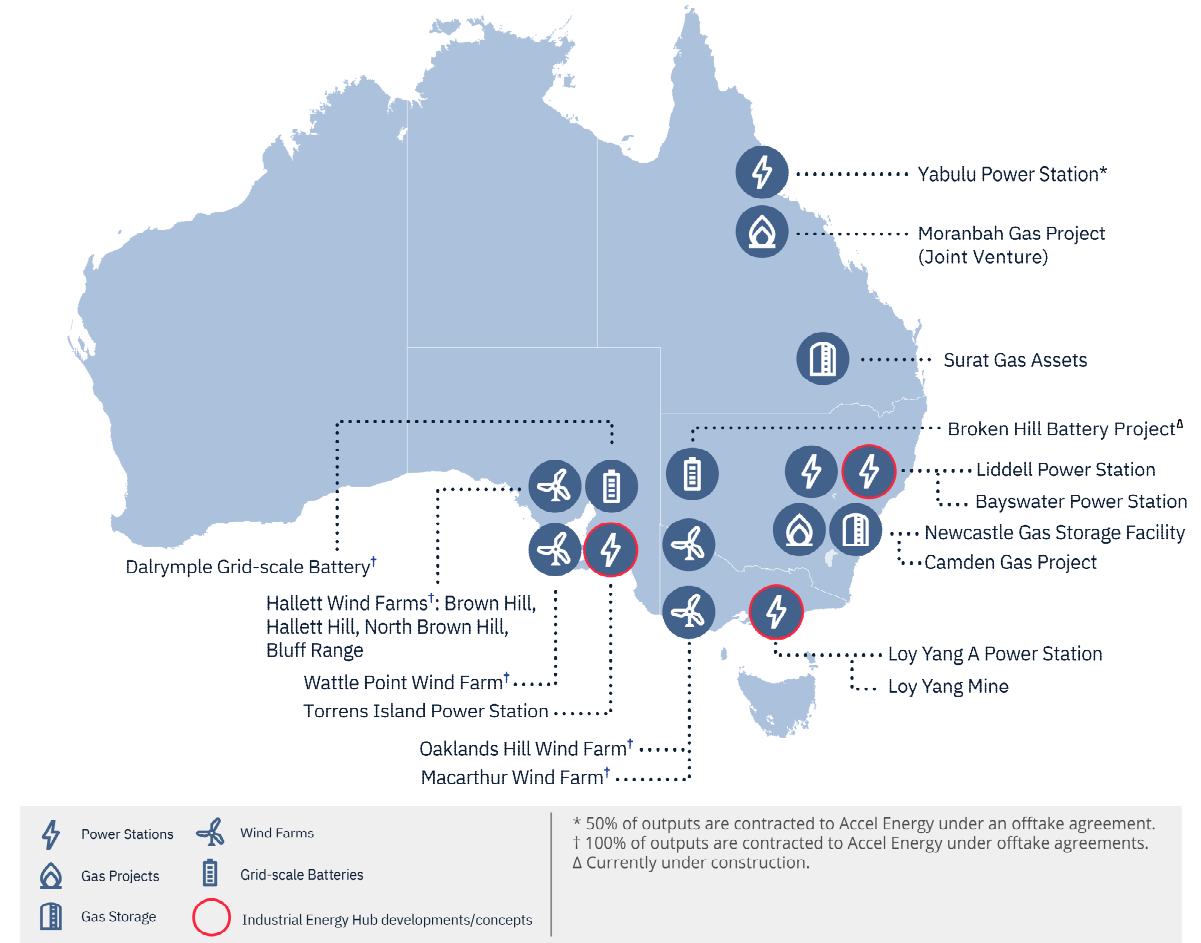 Yabulu Power Station*
Moranbah Gas Project
(Joint Venture)
Surat Gas Assets
Broken Hill Battery Project∆
Liddell Power Station
Bayswater Power Station
Newcastle Gas Storage Facility
Camden Gas Project
Dalrymple Grid-scale Battery†
Hallett Wind Farms†: Brown Hill,
Hallett Hill, North Brown Hill,
Bluff Range
Loy Yang A Power Station
Loy Yang Mine
Wattle Point Wind Farm†
Torrens Island Power Station
Oaklands Hill Wind Farm†
Macarthur Wind Farm†
Power Stations
Wind Farms
Gas Projects
Grid-scale Batteries
Gas Storage
Industrial Energy Hub developments/concepts
* 50% of outputs are contracted to Accel Energy under an offtake agreement.
† 100% of outputs are contracted to Accel Energy under offtake agreements.
∆ Currently under construction.